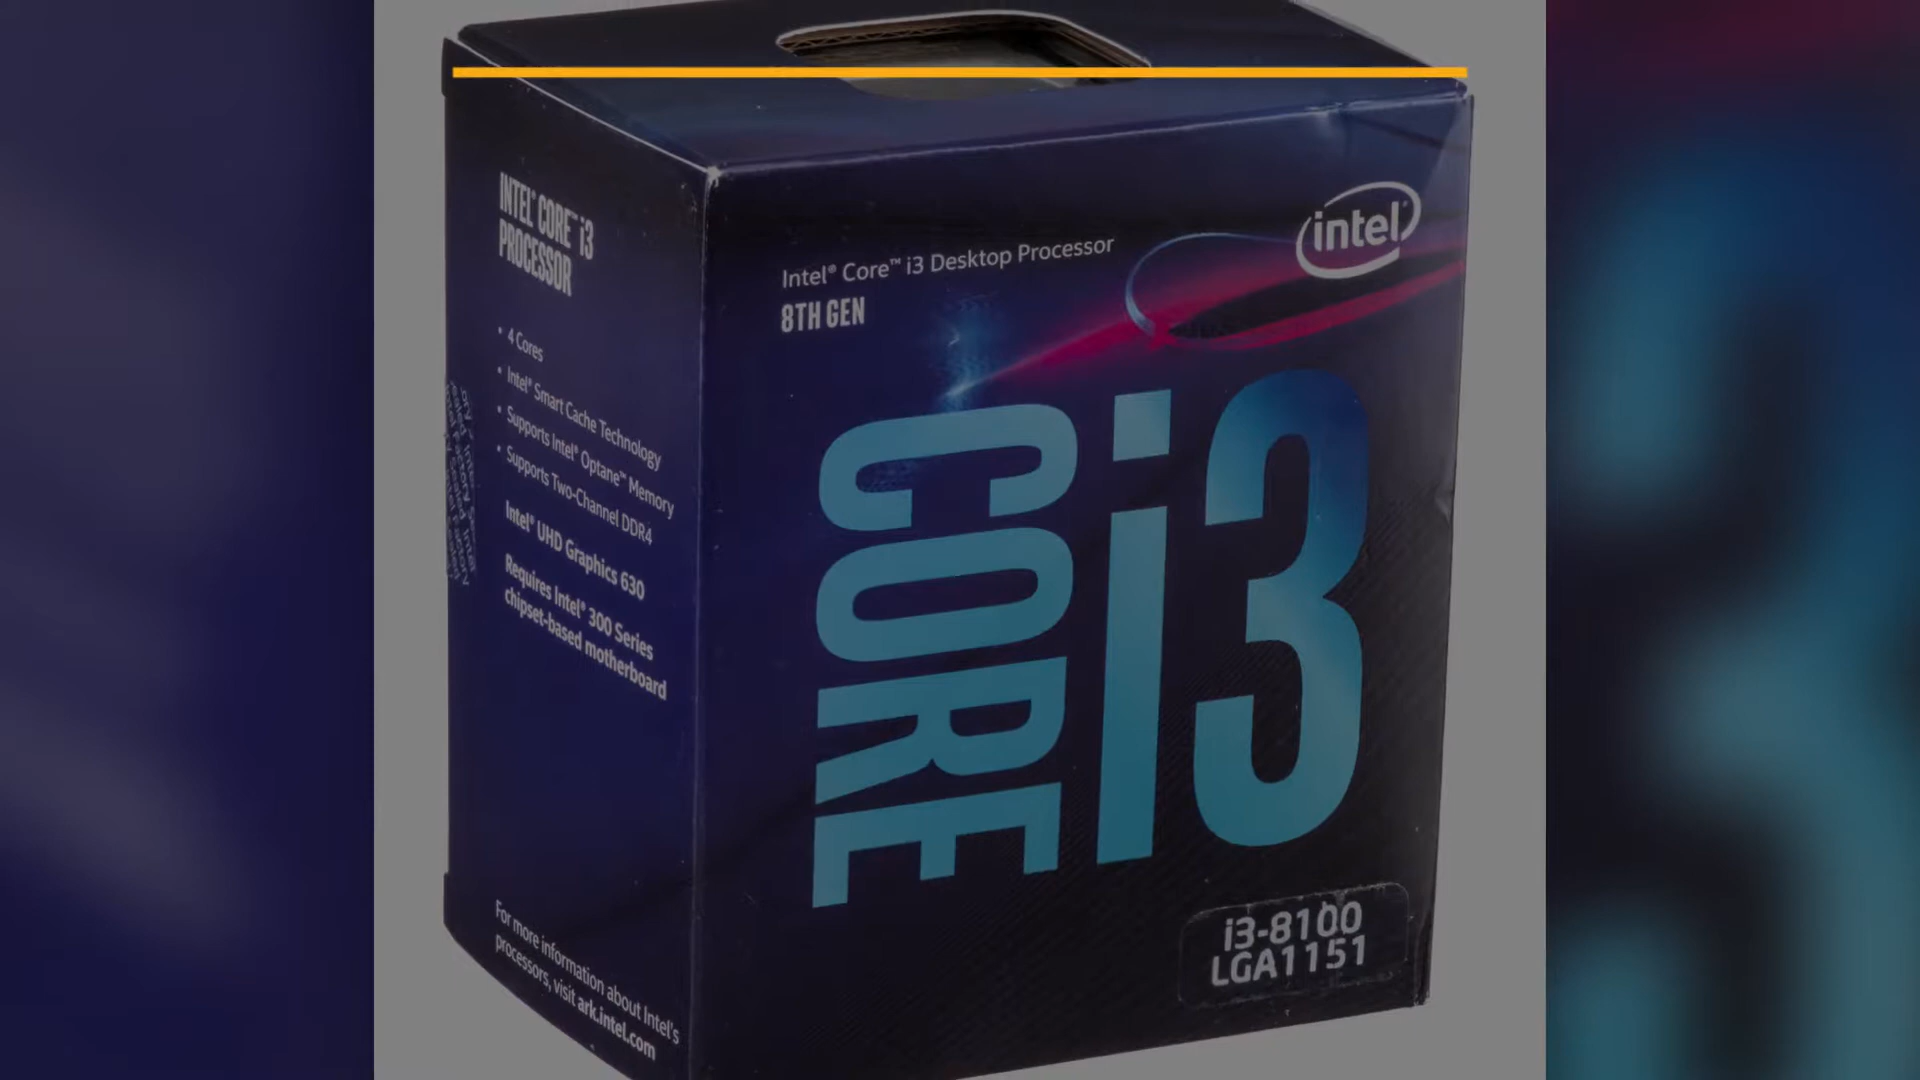 INTEL® CORE™ i3
PROCESSOR
• 4 Cores
• Intel® Smart Cache Technology
• Supports Intel® Optane™ Memory
• Supports Two-Channel DDR4
Intel® UHD Graphics 630
Requires Intel® 300 Series
chipset-based motherboard
For more information about Intel's
processors, visit ark.intel.com
intel®
Intel® Core™ i3 Desktop Processor
8TH GEN
CORE i3
i3-8100
LGA1151